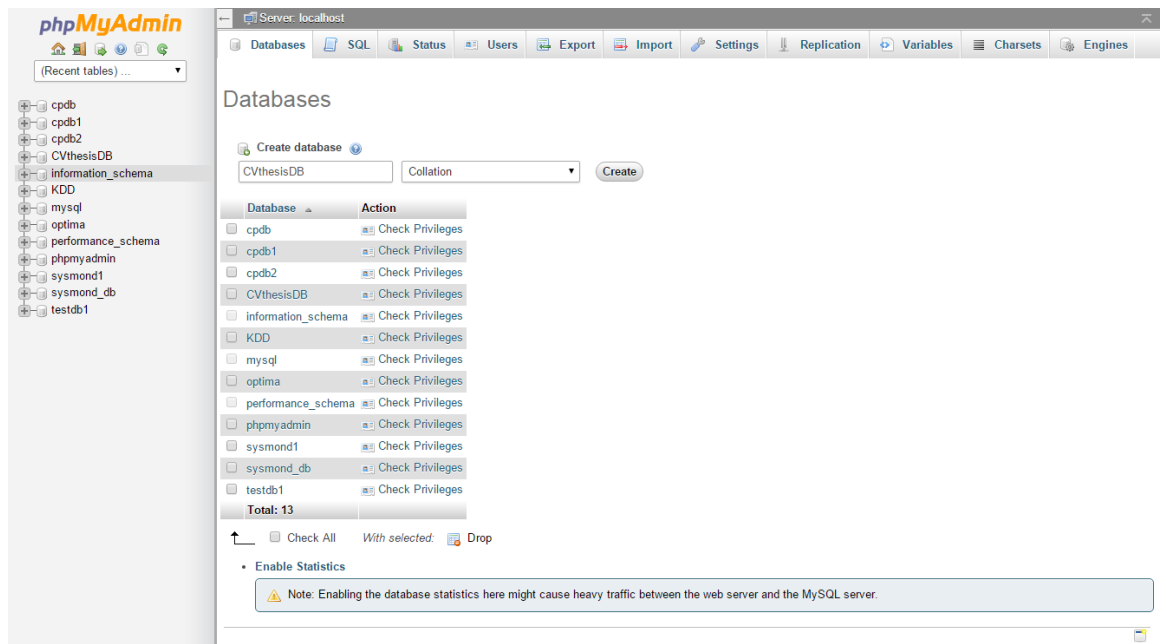 phpMyAdmin
(Recent tables) ...
cpdb
cpdb1
cpdb2
CVthesisDB
information_schema
KDD
mysql
optima
performance_schema
phpmyadmin
sysmond1
sysmond_db
testdb1
Server: localhost
Databases SQL Status Users Export Import Settings Replication Variables Charsets Engines
Databases
Create database
CVthesisDB Collation Create
Database Action
cpdb Check Privileges
cpdb1 Check Privileges
cpdb2 Check Privileges
CVthesisDB Check Privileges
information_schema Check Privileges
KDD Check Privileges
mysql Check Privileges
optima Check Privileges
performance_schema Check Privileges
phpmyadmin Check Privileges
sysmond1 Check Privileges
sysmond_db Check Privileges
testdb1 Check Privileges
Total: 13
Check All With selected: Drop
• Enable Statistics
Note: Enabling the database statistics here might cause heavy traffic between the web server and the MySQL server.